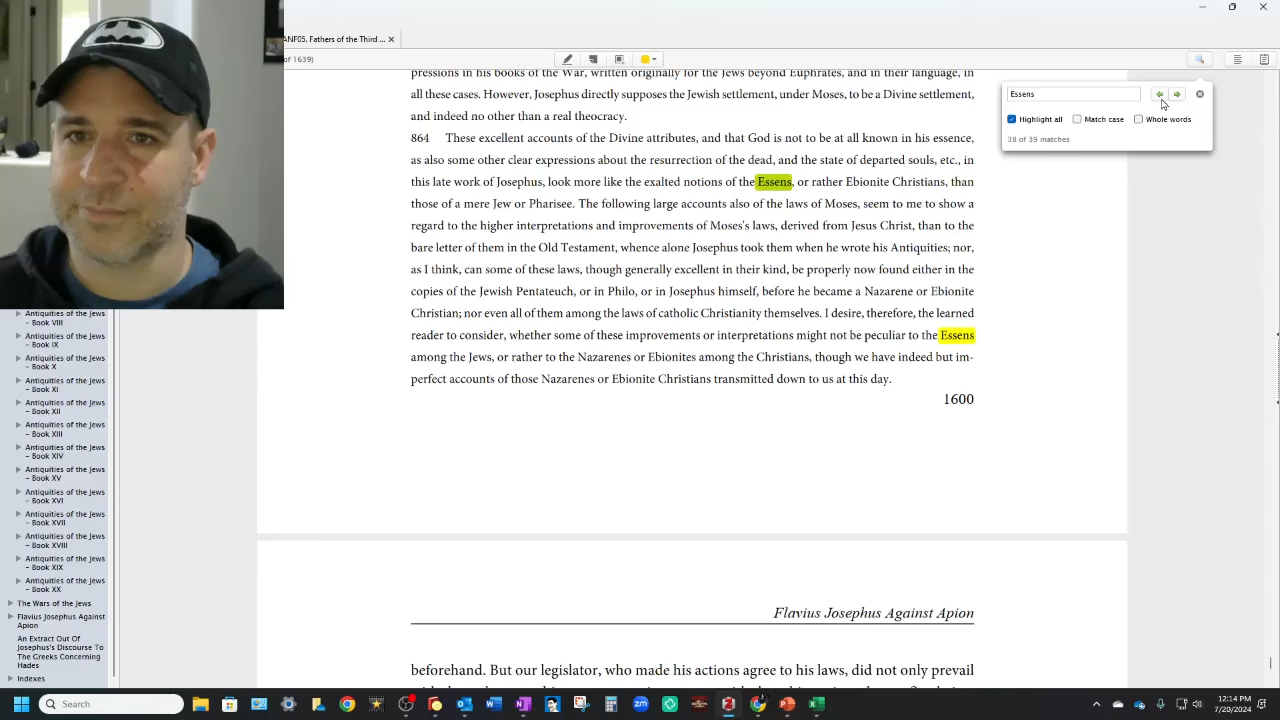 ANF05. Fathers of the Third ... ×
of 1639)
Essens
Highlight all
Match case
Whole words
38 of 39 matches
pressions in his books of the War, written originally for the Jews beyond Euphrates, and in their language, in
all these cases. However, Josephus directly supposes the Jewish settlement, under Moses, to be a Divine settlement,
and indeed no other than a real theocracy.
864 These excellent accounts of the Divine attributes, and that God is not to be at all known in his essence,
as also some other clear expressions about the resurrection of the dead, and the state of departed souls, etc., in
this late work of Josephus, look more like the exalted notions of the Essens, or rather Ebionite Christians, than
those of a mere Jew or Pharisee. The following large accounts also of the laws of Moses, seem to me to show a
regard to the higher interpretations and improvements of Moses's laws, derived from Jesus Christ, than to the
bare letter of them in the Old Testament, whence alone Josephus took them when he wrote his Antiquities; nor,
as I think, can some of these laws, though generally excellent in their kind, be properly now found either in the
copies of the Jewish Pentateuch, or in Philo, or in Josephus himself, before he became a Nazarene or Ebionite
Christian; nor even all of them among the laws of catholic Christianity themselves. I desire, therefore, the learned
reader to consider, whether some of these improvements or interpretations might not be peculiar to the Essens
among the Jews, or rather to the Nazarenes or Ebionites among the Christians, though we have indeed but im-
perfect accounts of those Nazarenes or Ebionite Christians transmitted down to us at this day.
1600
Flavius Josephus Against Apion
beforehand. But our legislator, who made his actions agree to his laws, did not only prevail
Antiquities of the Jews
- Book VIII
Antiquities of the Jews
- Book IX
Antiquities of the Jews
- Book X
Antiquities of the Jews
- Book XI
Antiquities of the Jews
- Book XII
Antiquities of the Jews
- Book XIII
Antiquities of the Jews
- Book XIV
Antiquities of the Jews
- Book XV
Antiquities of the Jews
- Book XVI
Antiquities of the Jews
- Book XVII
Antiquities of the Jews
- Book XVIII
Antiquities of the Jews
- Book XIX
Antiquities of the Jews
- Book XX
The Wars of the Jews
Flavius Josephus Against
Apion
An Extract Out Of
Josephus's Discourse To
The Greeks Concerning
Hades
Indexes
Search
zm
12:14 PM
7/20/2024